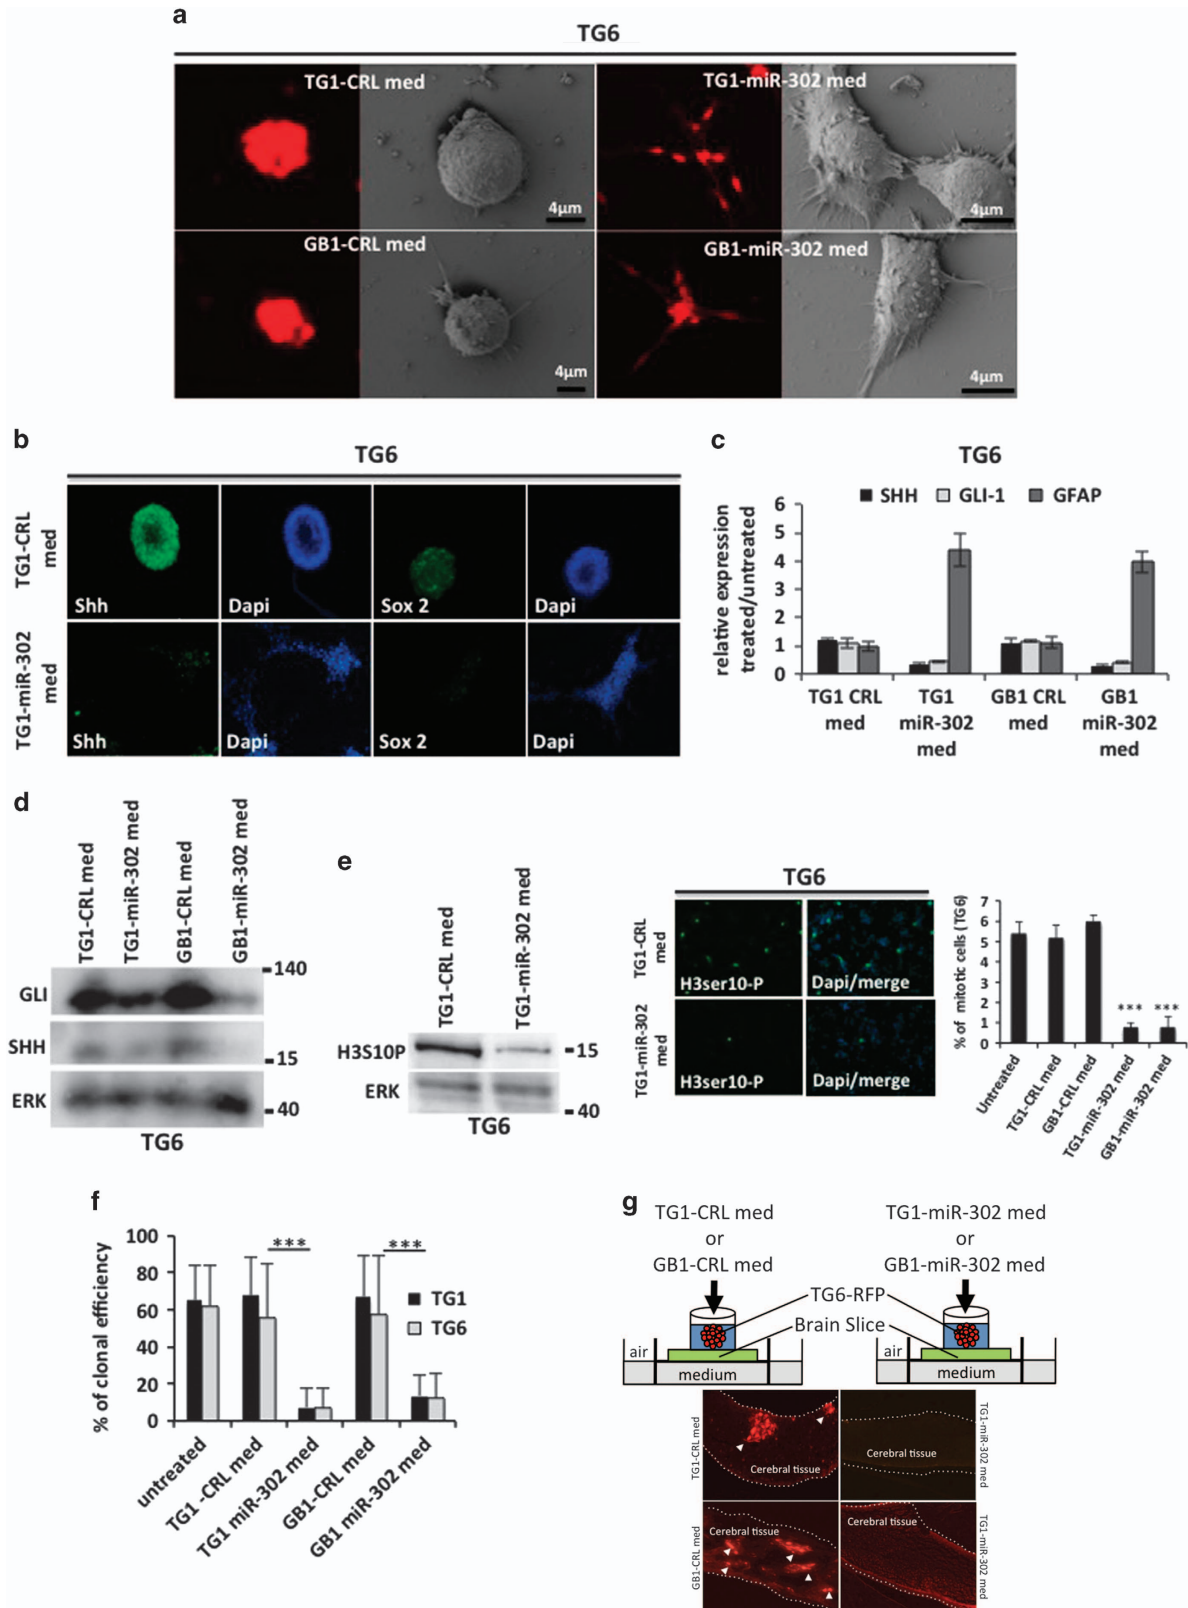 a
TG6
TG1-CRL med
TG1-miR-302 med
4µm
4µm
GB1-CRL med
GB1-miR-302 med
4µm
4µm
b
TG6
TG1-CRL
med
Shh
Dapi
Sox 2
Dapi
TG1-miR-302
med
Shh
Dapi
Sox 2
Dapi
c
TG6
SHH
GLI-1
GFAP
relative expression
treated/untreated
6
5
4
3
2
1
0
TG1 CRL
med
TG1
miR-302
med
GB1 CRL
med
GB1
miR-302
med
d
TG1-CRL med
TG1-miR-302 med
GB1-CRL med
GB1-miR-302 med
140
GLI
SHH
15
ERK
40
TG6
e
TG1-CRL med
TG1-miR-302 med
H3S10P
15
ERK
40
TG6
TG6
TG1-CRL
med
H3ser10-P
Dapi/merge
TG1-miR-302
med
H3ser10-P
Dapi/merge
% of mitotic cells (TG6)
7
6
5
4
3
2
1
0
***
***
Untreated
TG1-CRL med
GB1-CRL med
TG1-miR-302 med
GB1-miR-302 med
f
% of clonal efficiency
100
80
60
40
20
0
***
***
TG1
TG6
untreated
TG1 -CRL med
TG1 miR-302 med
GB1-CRL med
GB1 miR-302 med
g
TG1-CRL med
or
GB1-CRL med
TG1-miR-302 med
or
GB1-miR-302 med
TG6-RFP
Brain Slice
air
medium
air
medium
TG1-CRL med
Cerebral tissue
Cerebral tissue
TG1-miR-302 med
GB1-CRL med
Cerebral tissue
Cerebral tissue
TG1-miR-302 med